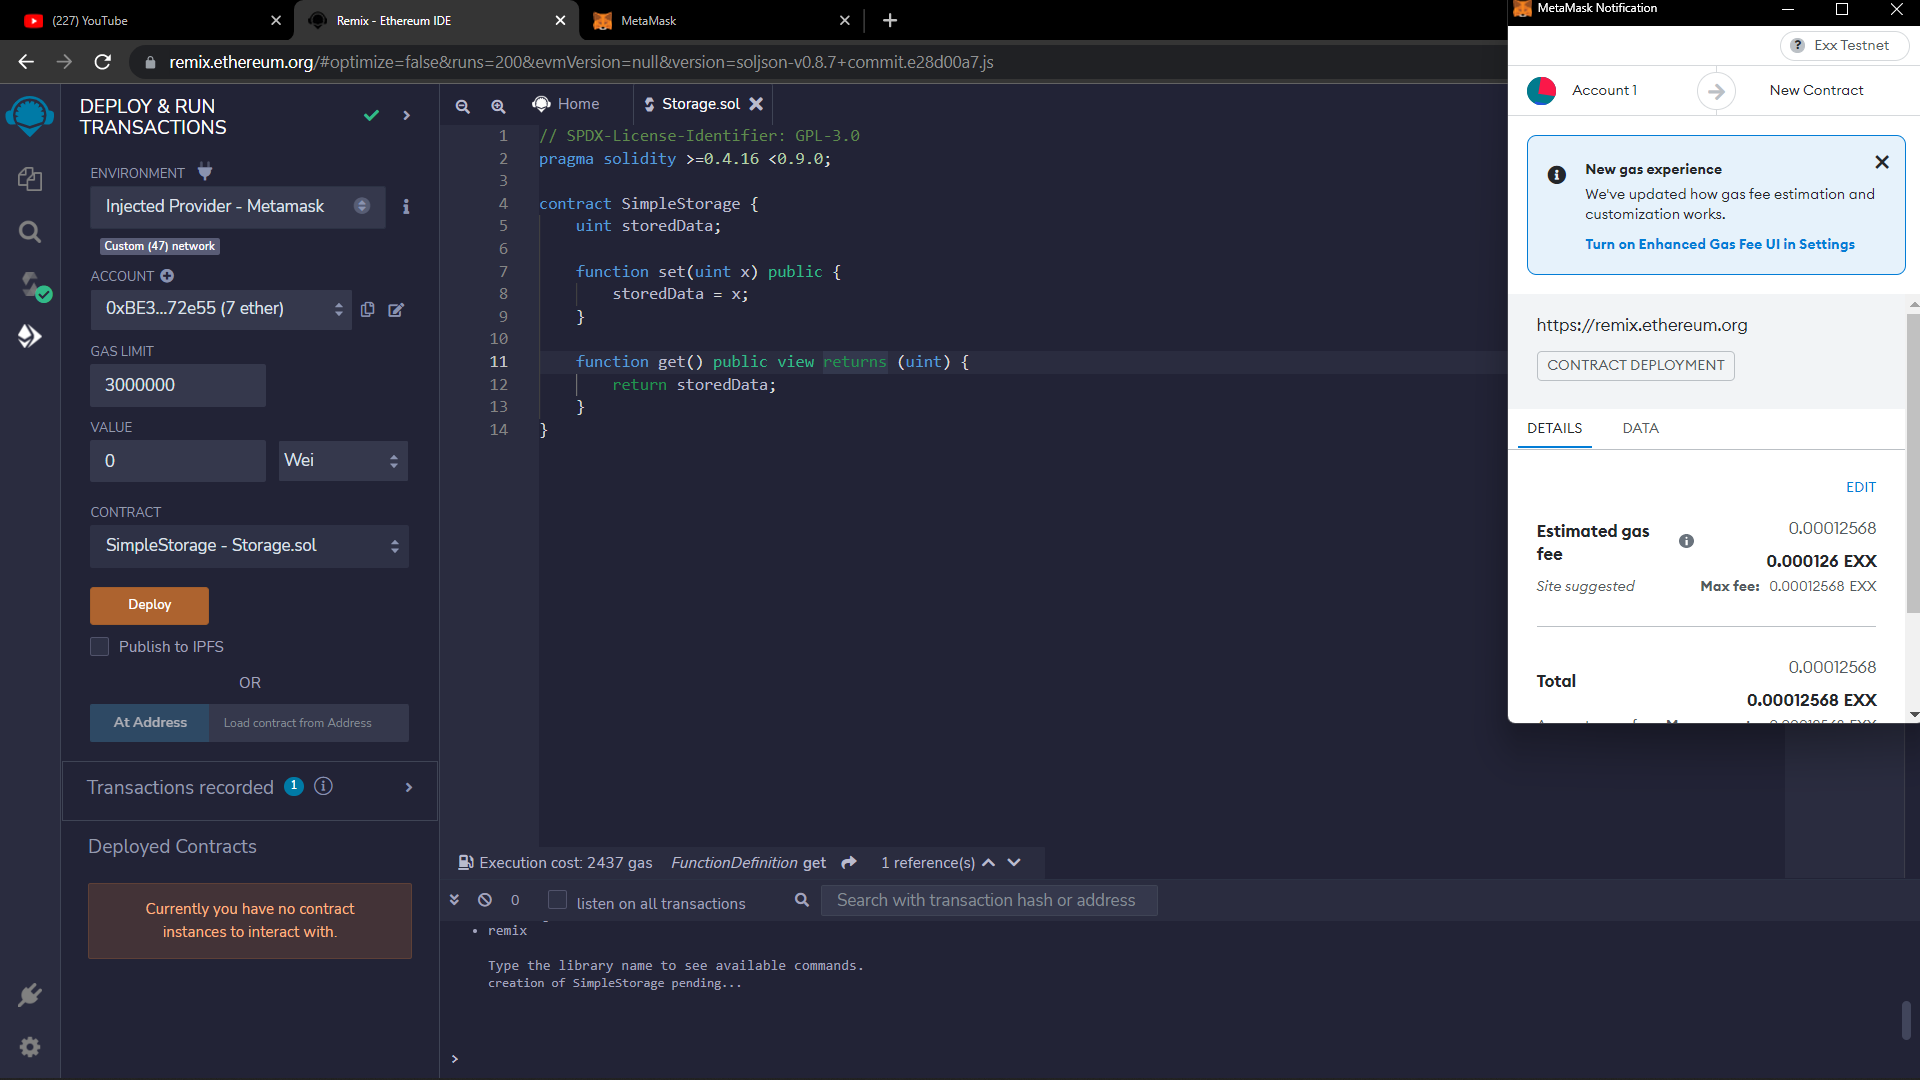 (227) YouTube
Remix - Ethereum IDE
MetaMask
remix.ethereum.org/#optimize=false&runs=200&evmVersion=null&version=soljson-v0.8.7+commit.e28d00a7.js
DEPLOY & RUN
TRANSACTIONS
ENVIRONMENT
Injected Provider - Metamask
Custom (47) network
ACCOUNT
0xBE3...72e55 (7 ether)
GAS LIMIT
3000000
VALUE
0
Wei
CONTRACT
SimpleStorage - Storage.sol
Deploy
Publish to IPFS
OR
At Address
Load contract from Address
Transactions recorded 1
Deployed Contracts
Currently you have no contract
instances to interact with.
Home
Storage.sol
1 // SPDX-License-Identifier: GPL-3.0
2 pragma solidity >=0.4.16 <0.9.0;
3
4 contract SimpleStorage {
5 uint storedData;
6
7 function set(uint x) public {
8 storedData = x;
9 }
10
11 function get() public view returns (uint) {
12 return storedData;
13 }
14 }
Execution cost: 2437 gas FunctionDefinition get 1 reference(s)
0 listen on all transactions Search with transaction hash or address
• remix
Type the library name to see available commands.
creation of SimpleStorage pending...
>
MetaMask Notification
Exx Testnet
Account 1
New Contract
New gas experience
We've updated how gas fee estimation and
customization works.
Turn on Enhanced Gas Fee UI in Settings
https://remix.ethereum.org
CONTRACT DEPLOYMENT
DETAILS DATA
EDIT
Estimated gas
fee
0.00012568
0.000126 EXX
Site suggested
Max fee: 0.00012568 EXX
Total
0.00012568
0.00012568 EXX